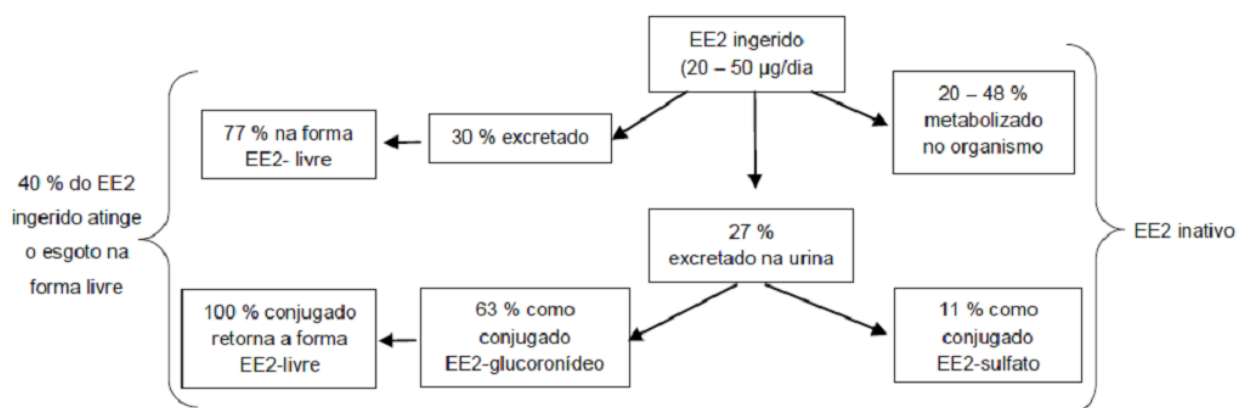 EE2 ingerido
(20 – 50 µg/dia
20 – 48 %
metabolizado
no organismo
30 % excretado
77 % na forma
EE2- livre
40 % do EE2
ingerido atinge
o esgoto na
forma livre
27 %
excretado na urina
EE2 inativo
100 % conjugado
retorna a forma
EE2-livre
63 % como
conjugado
EE2-glucoronídeo
11 % como
conjugado
EE2-sulfato